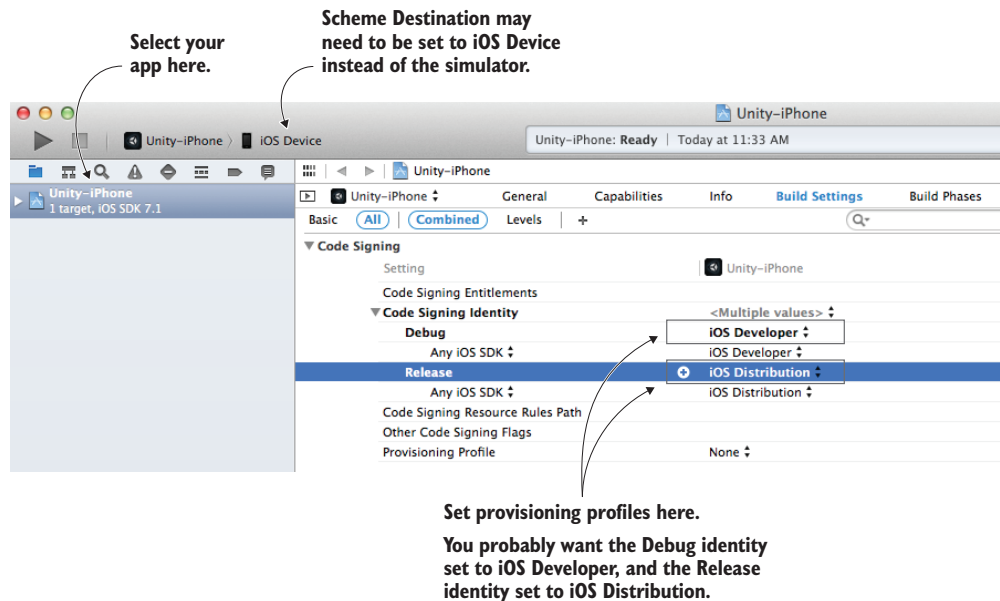 Select your
app here.
Scheme Destination may
need to be set to iOS Device
instead of the simulator.
Unity-iPhone
Unity-iPhone 〉 iOS Device
Unity-iPhone: Ready | Today at 11:33 AM
Unity-iPhone
1 target, iOS SDK 7.1
Unity-iPhone
Unity-iPhone General Capabilities Info Build Settings Build Phases
Basic All Combined Levels +
Code Signing
Setting Unity-iPhone
Code Signing Entitlements
Code Signing Identity <Multiple values>
Debug iOS Developer
Any iOS SDK iOS Developer
Release iOS Distribution
Any iOS SDK iOS Distribution
Code Signing Resource Rules Path
Other Code Signing Flags
Provisioning Profile None
Set provisioning profiles here.
You probably want the Debug identity
set to iOS Developer, and the Release
identity set to iOS Distribution.